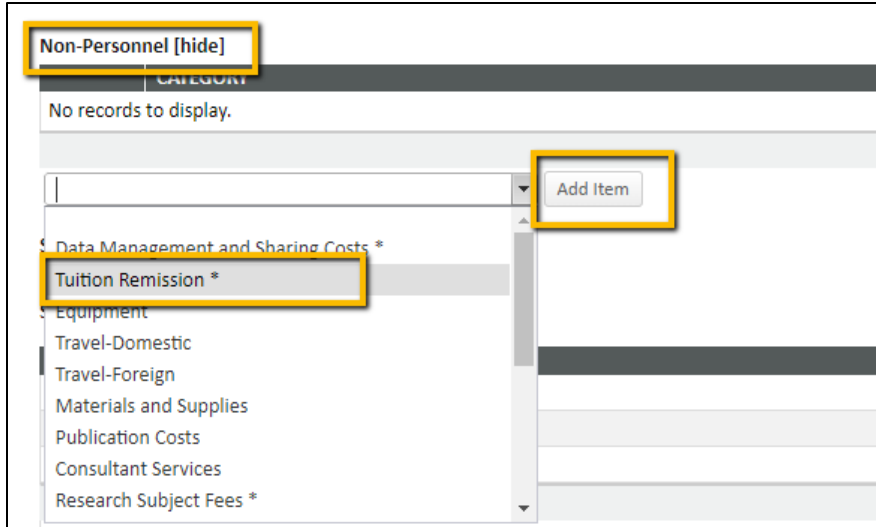 Non-Personnel [hide]
CATEGORY
No records to display.
Add Item
Data Management and Sharing Costs *
Tuition Remission *
Equipment
Travel-Domestic
Travel-Foreign
Materials and Supplies
Publication Costs
Consultant Services
Research Subject Fees *